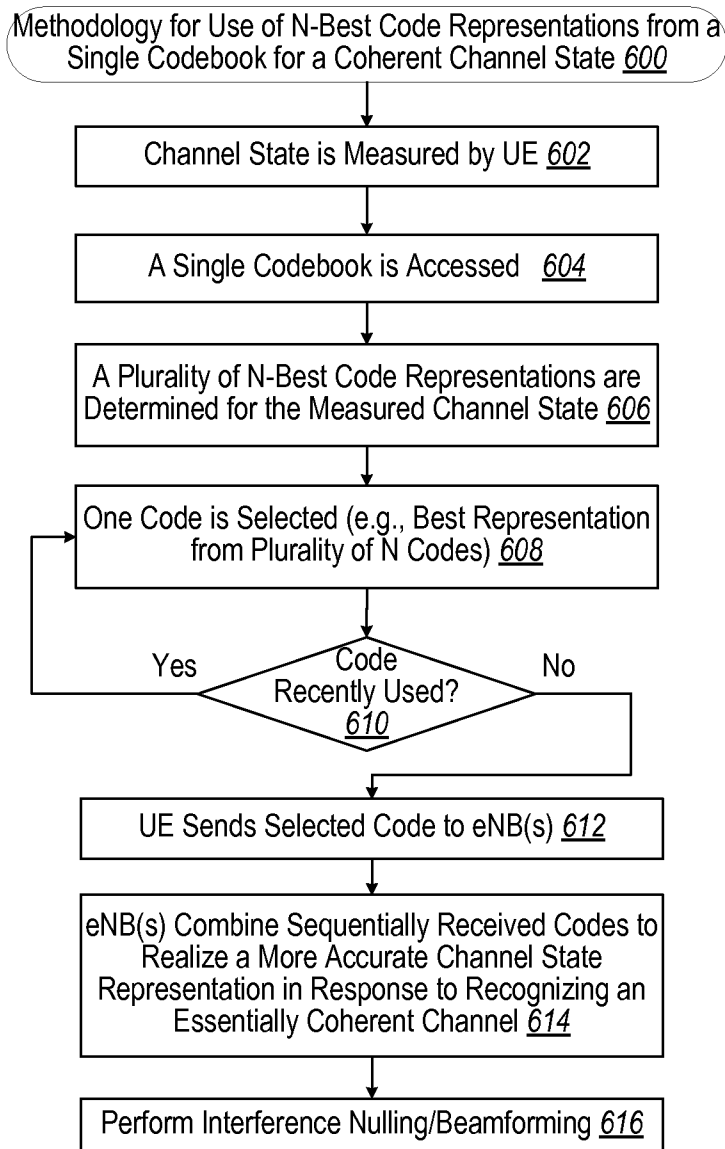 Methodology for Use of N-Best Code Representations from a
Single Codebook for a Coherent Channel State 600
Channel State is Measured by UE 602
A Single Codebook is Accessed 604
A Plurality of N-Best Code Representations are
Determined for the Measured Channel State 606
One Code is Selected (e.g., Best Representation
from Plurality of N Codes) 608
Yes
Code
Recently Used?
610
No
UE Sends Selected Code to eNB(s) 612
eNB(s) Combine Sequentially Received Codes to
Realize a More Accurate Channel State
Representation in Response to Recognizing an
Essentially Coherent Channel 614
Perform Interference Nulling/Beamforming 616